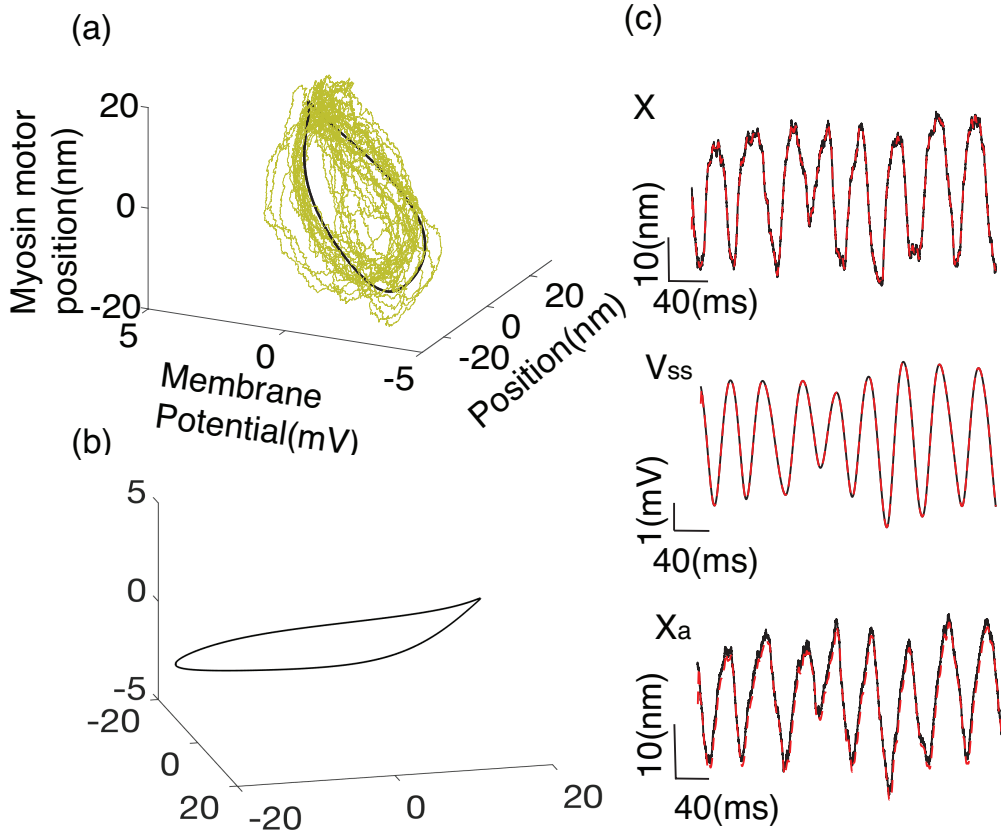 (a)
Myosin motor
position(nm)
20
0
-20
5
0
-5
Membrane
Potential(mV)
-20
0
20
Position(nm)
(b)
5
0
-5
-20
0
20
-20
0
20
(c)
X
10(nm)
40(ms)
Vss
1(mV)
40(ms)
Xa
10(nm)
40(ms)